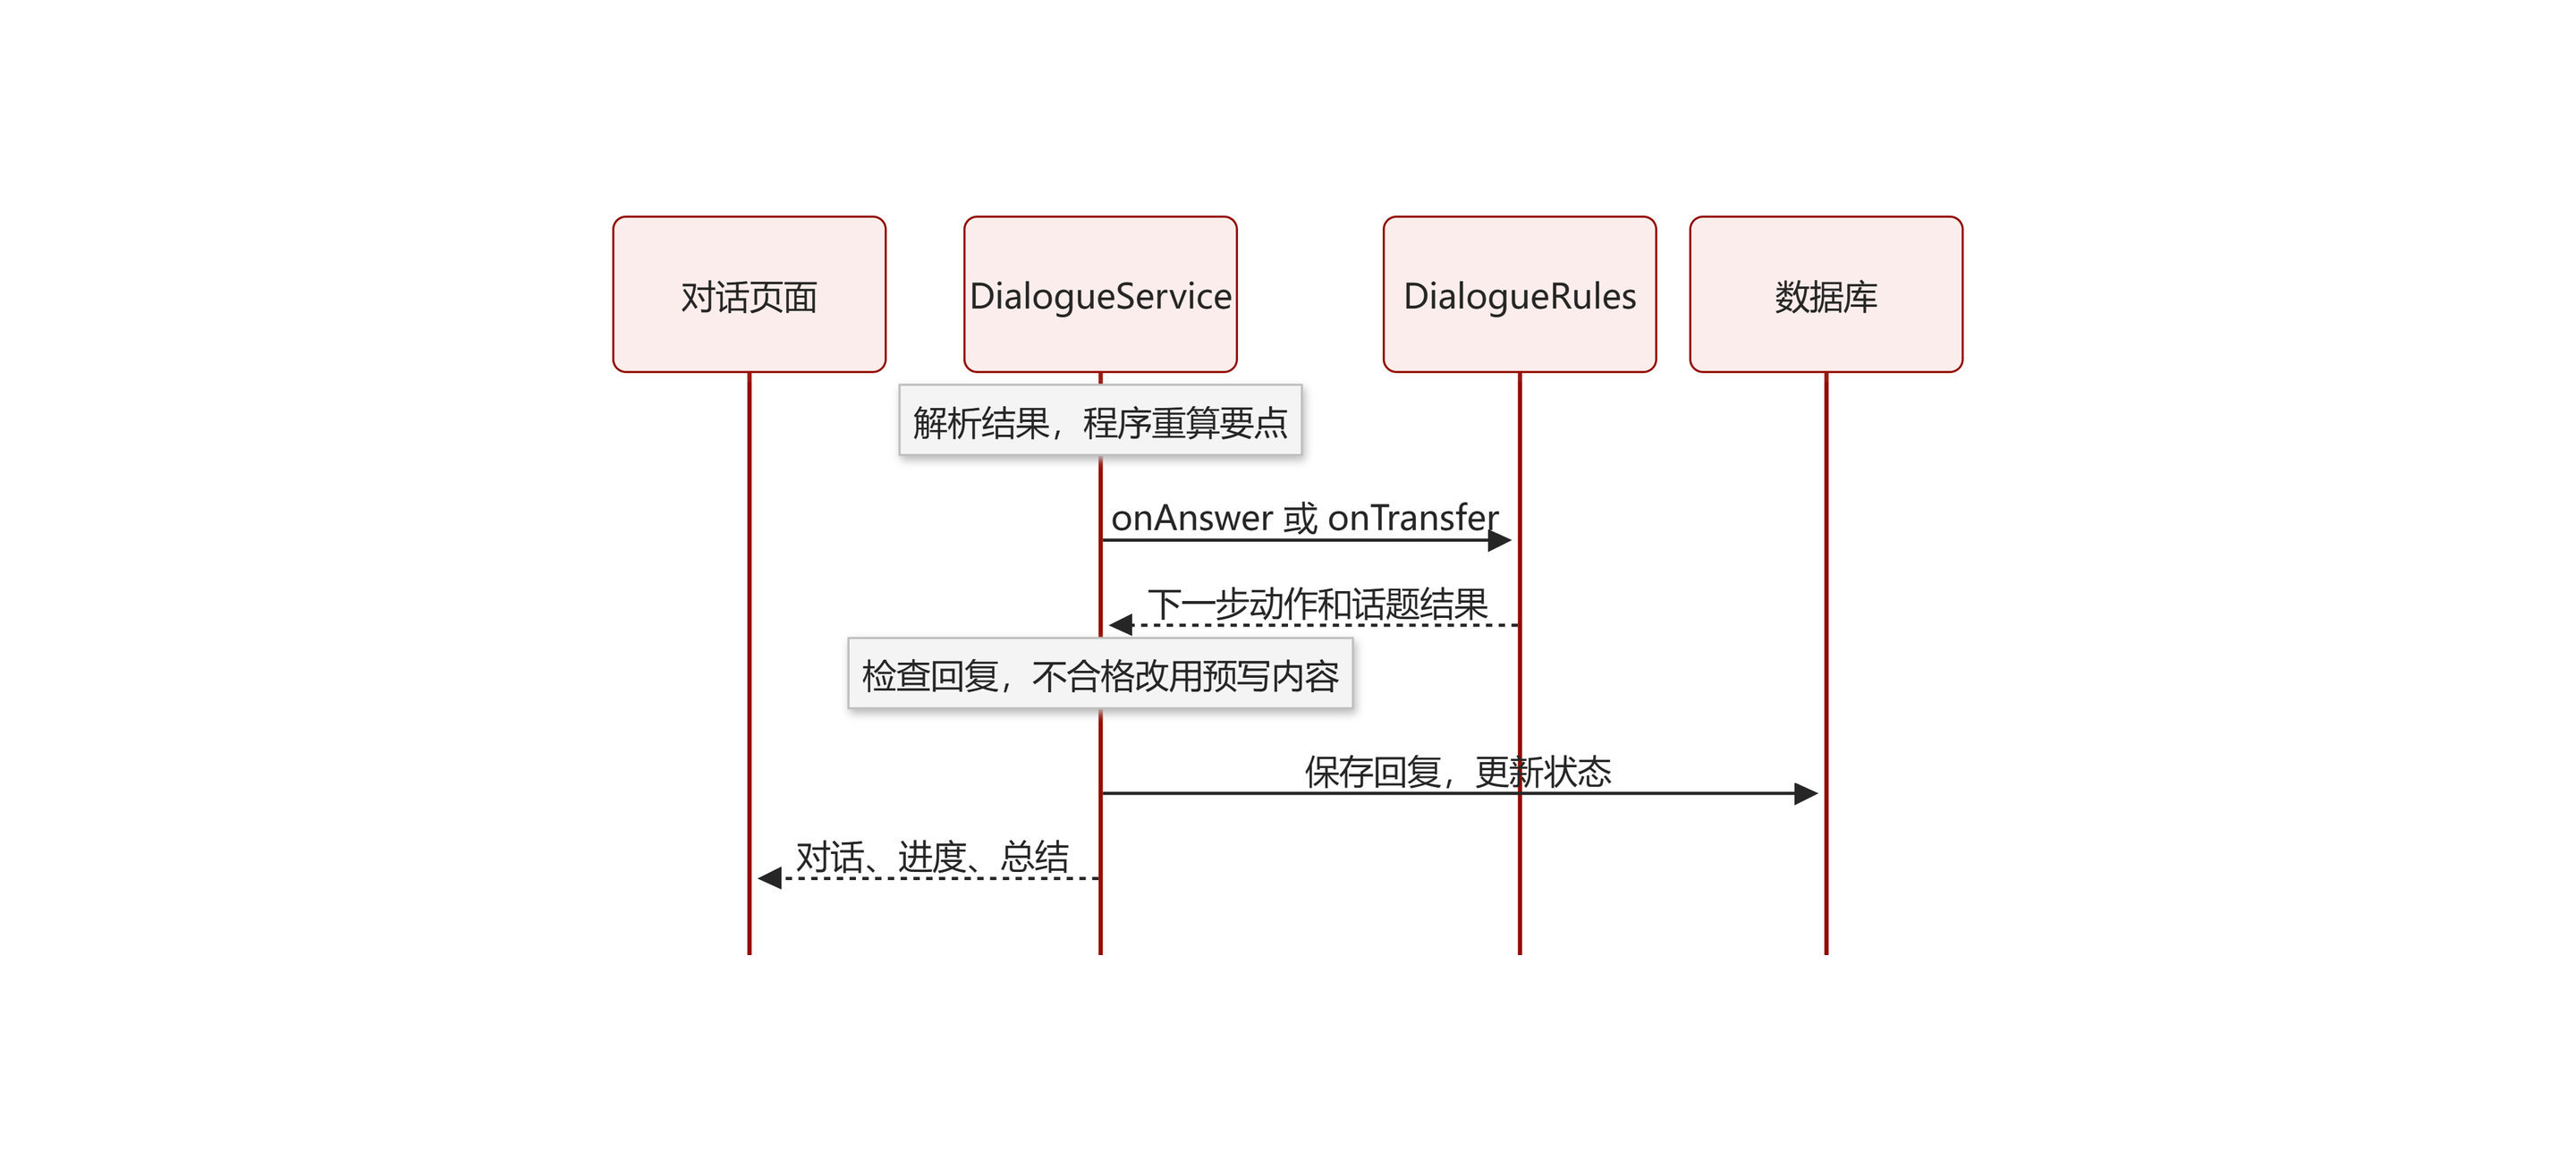 对话页面
DialogueService
DialogueRules
数据库
解析结果，程序重算要点
onAnswer 或 onTransfer
下一步动作和话题结果
检查回复，不合格改用预写内容
保存回复，更新状态
对话、进度、总结